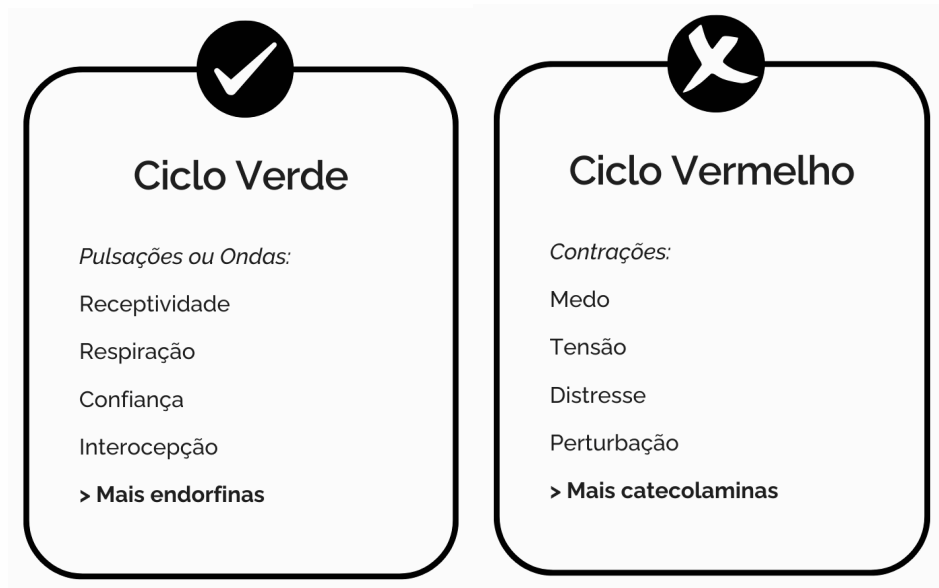 Ciclo Verde
Pulsações ou Ondas:
Receptividade
Respiração
Confiança
Interocepção
> Mais endorfinas
Ciclo Vermelho
Contrações:
Medo
Tensão
Distresse
Perturbação
> Mais catecolaminas